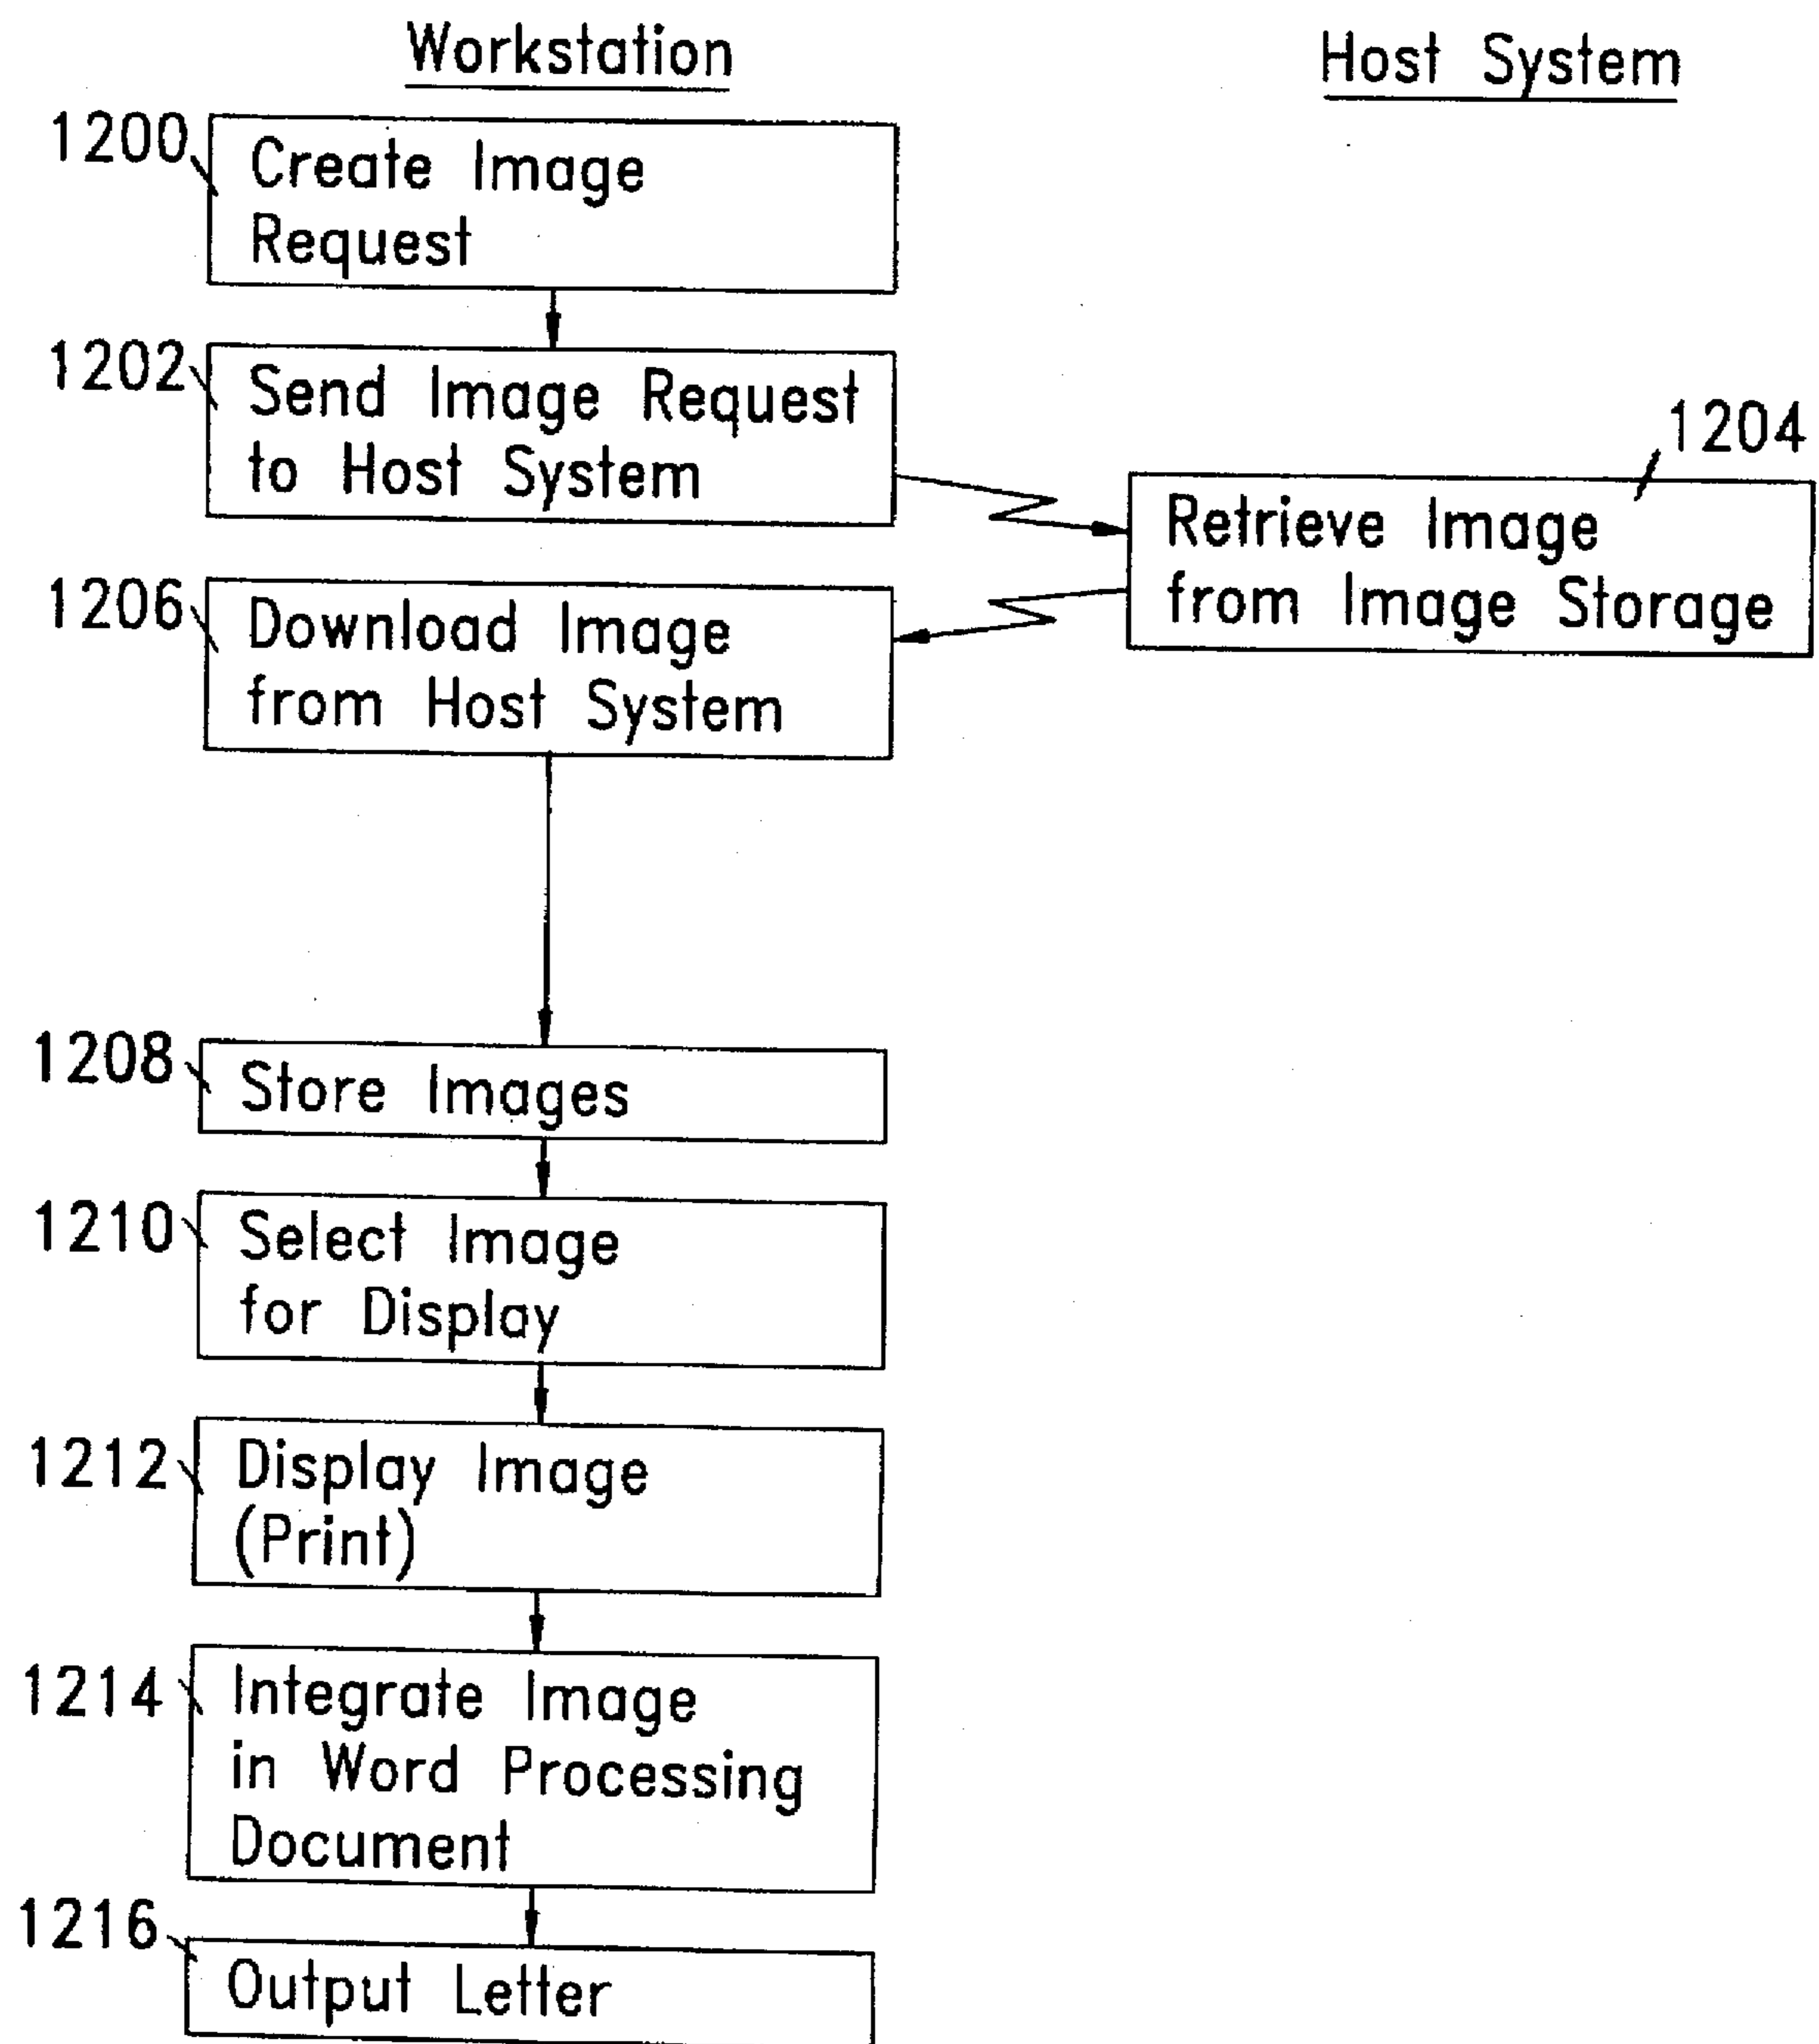 Workstation
Host System
1200
Create Image
Request
1202
Send Image Request
to Host System
1204
Retrieve Image
from Image Storage
1206
Download Image
from Host System
1208
Store Images
1210
Select Image
for Display
1212
Display Image
(Print)
1214
Integrate Image
in Word Processing
Document
1216
Output Letter